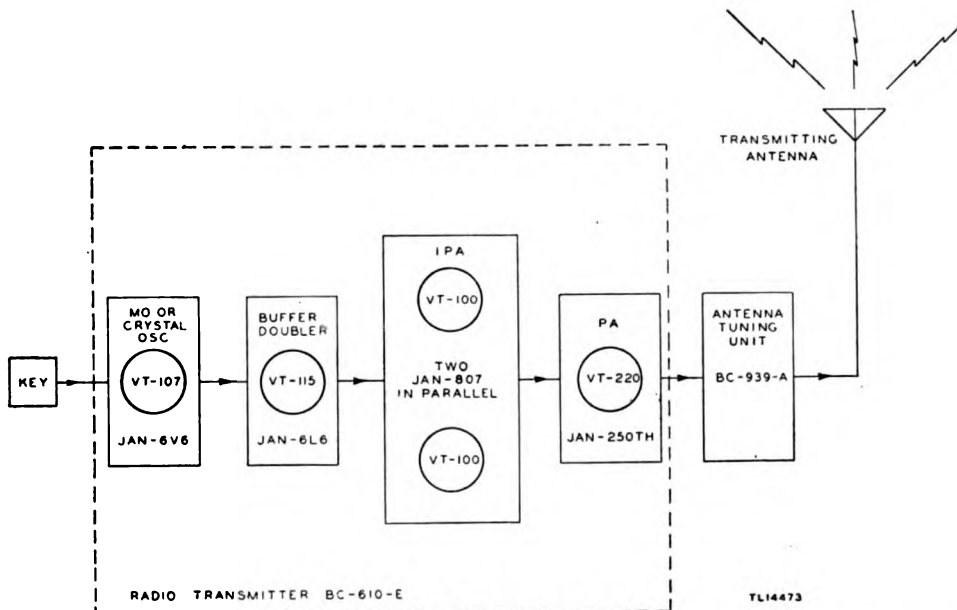 TRANSMITTING
ANTENNA
KEY
MO OR
CRYSTAL
OSC
VT-107
JAN-6V6
BUFFER
DOUBLER
VT-115
JAN-6L6
IPA
VT-100
TWO
JAN-807
IN PARALLEL
VT-100
PA
VT-220
JAN-250TH
ANTENNA
TUNING
UNIT
BC-939-A
RADIO TRANSMITTER BC-610-E
TL14473